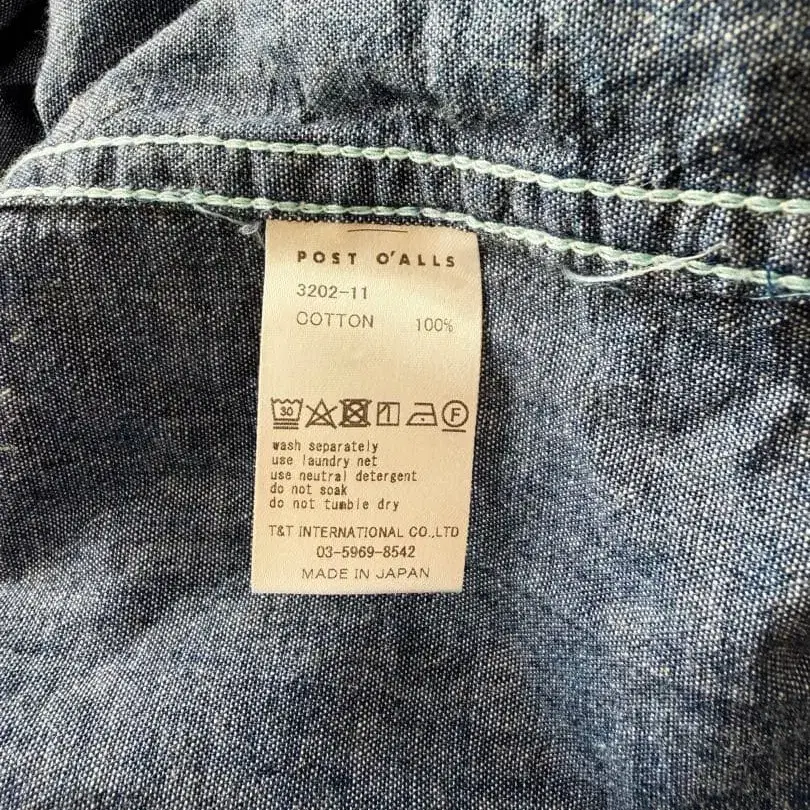 POST O'ALLS
3202-11
COTTON 100%
30 F
wash separately
use laundry net
use neutral detergent
do not soak
do not tumble dry
T&T INTERNATIONAL CO.,LTD
03-5969-8542
MADE IN JAPAN